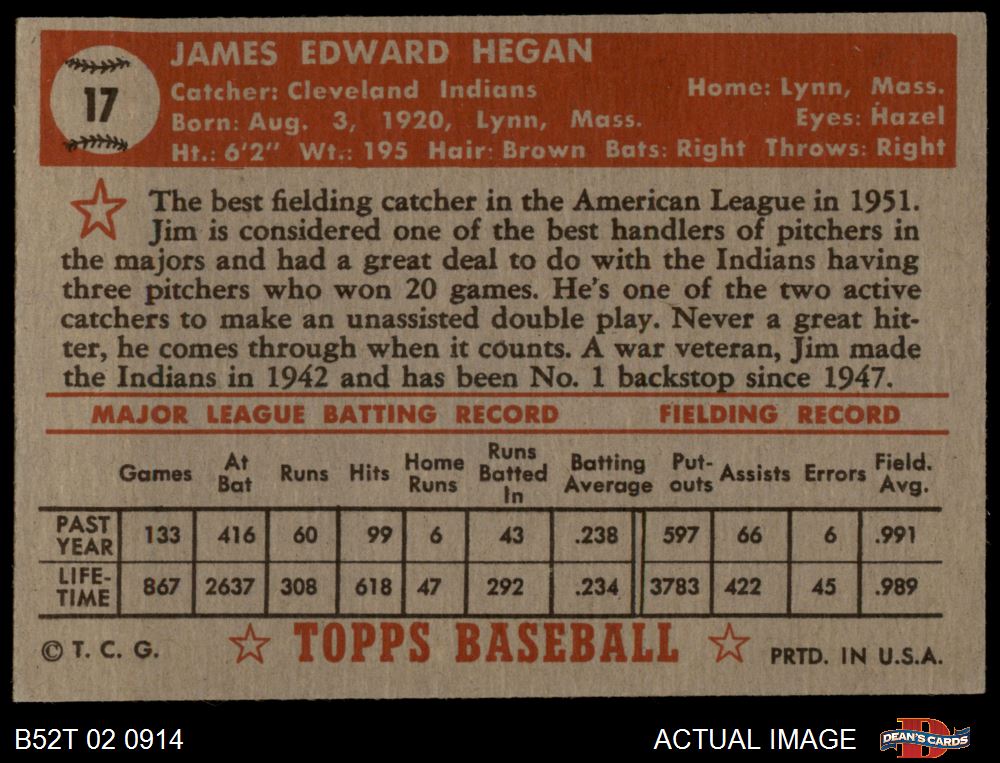 17
JAMES EDWARD HEGAN
Catcher: Cleveland Indians Home: Lynn, Mass.
Born: Aug. 3, 1920, Lynn, Mass. Eyes: Hazel
Ht.: 6'2" Wt.: 195 Hair: Brown Bats: Right Throws: Right
The best fielding catcher in the American League in 1951.
Jim is considered one of the best handlers of pitchers in
the majors and had a great deal to do with the Indians having
three pitchers who won 20 games. He's one of the two active
catchers to make an unassisted double play. Never a great hit-
ter, he comes through when it counts. A war veteran, Jim made
the Indians in 1942 and has been No. 1 backstop since 1947.
MAJOR LEAGUE BATTING RECORD FIELDING RECORD
Games At Bat Runs Hits Home Runs Runs Batted In Batting Average Put-outs Assists Errors Field. Avg.
PAST YEAR 133 416 60 99 6 43 .238 597 66 6 .991
LIFE-TIME 867 2637 308 618 47 292 .234 3783 422 45 .989
© T. C. G. TOPPS BASEBALL PRTD. IN U.S.A.
B52T 02 0914 ACTUAL IMAGE DEAN'S CARDS